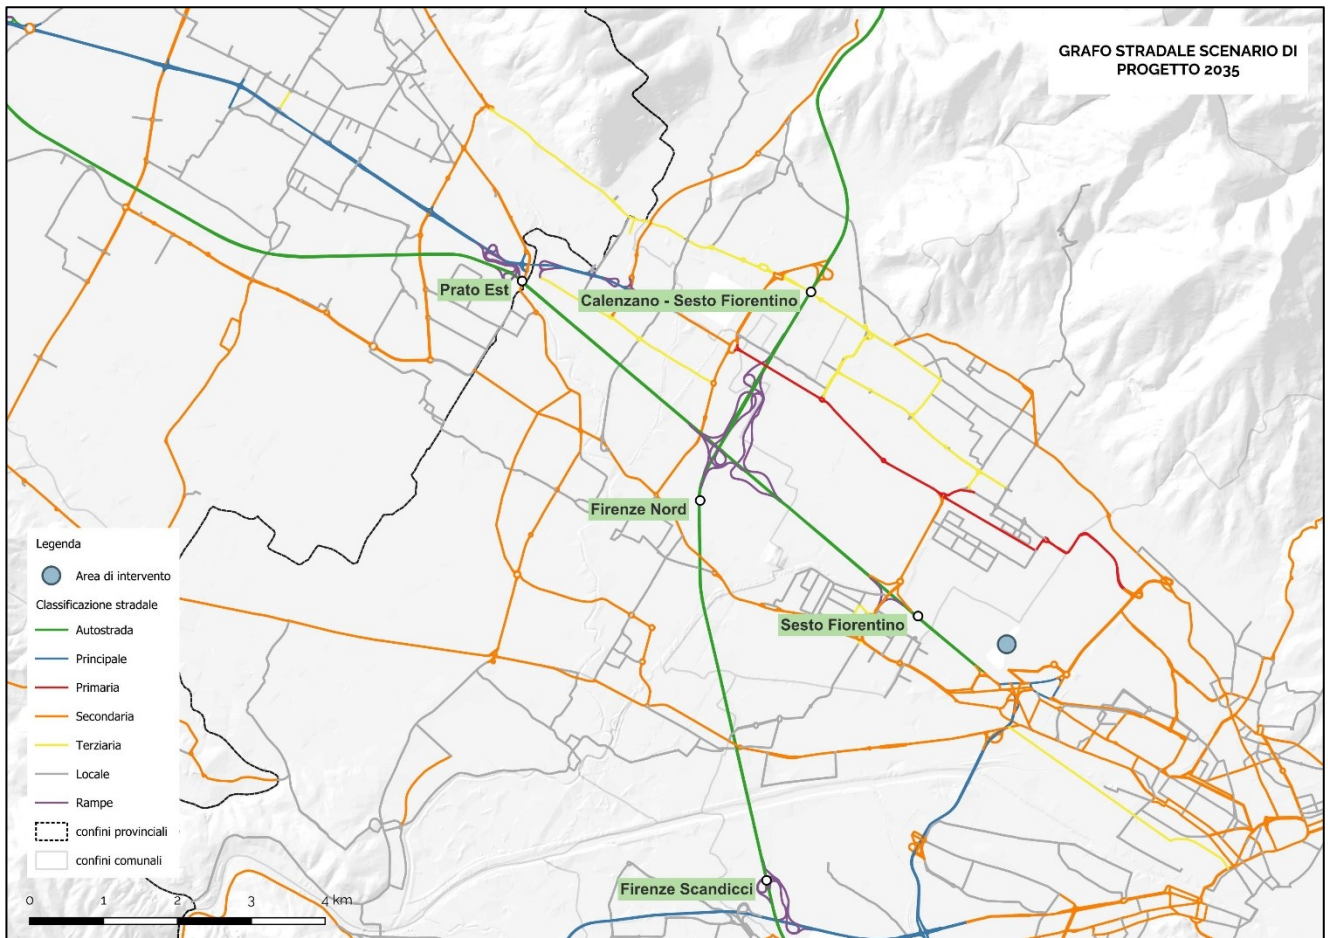 GRAFO STRADALE SCENARIO DI
PROGETTO 2035
Prato Est
Calenzano - Sesto Fiorentino
Firenze Nord
Sesto Fiorentino
Firenze Scandicci
Legenda
Area di intervento
Classificazione stradale
Autostrada
Principale
Primaria
Secondaria
Terziaria
Locale
Rampe
confini provinciali
confini comunali
0 1 2 3 4 km